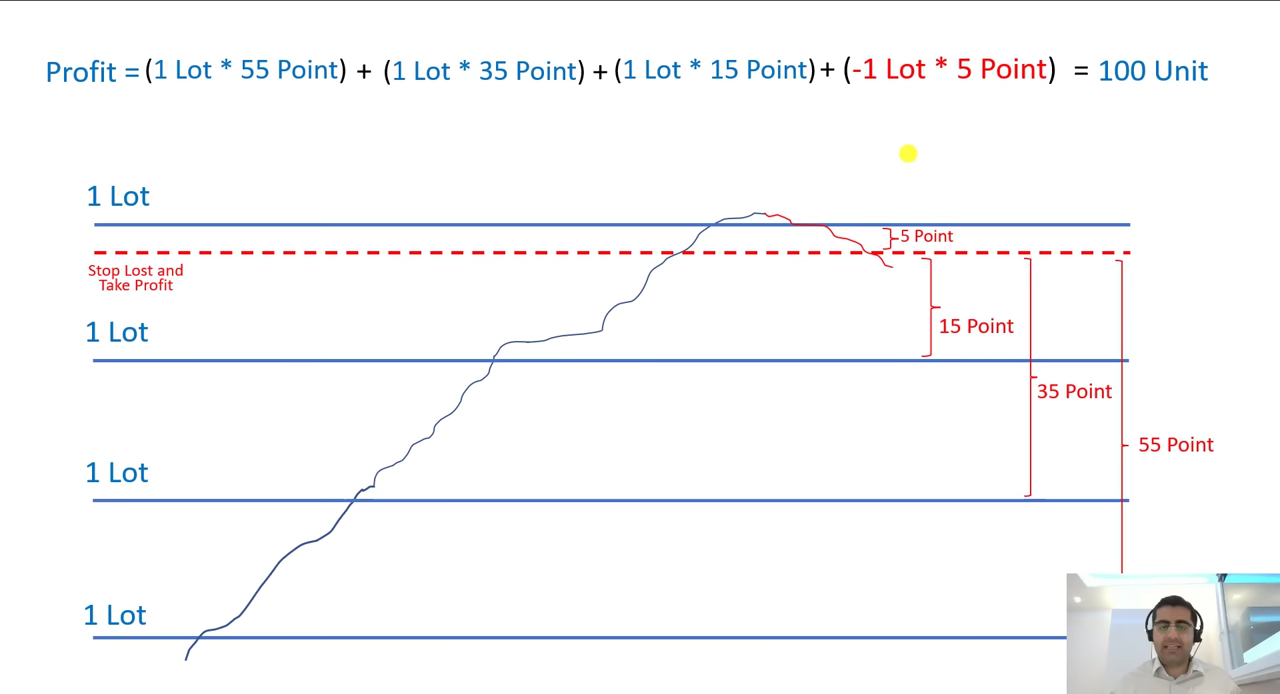 Profit = (1 Lot * 55 Point) + (1 Lot * 35 Point) + (1 Lot * 15 Point) + (-1 Lot * 5 Point) = 100 Unit
1 Lot
5 Point
Stop Lost and
Take Profit
15 Point
1 Lot
35 Point
55 Point
1 Lot
1 Lot